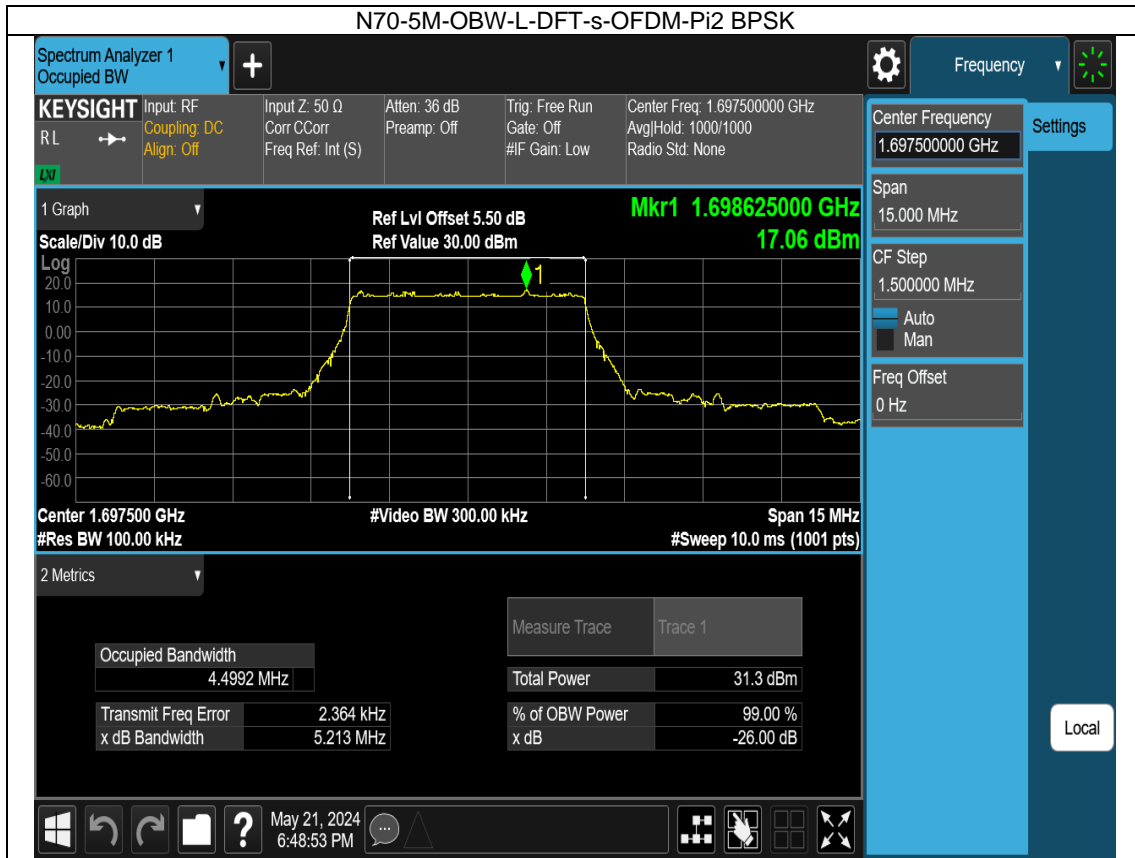 N70-5M-OBW-L-DFT-s-OFDM-Pi2 BPSK
Spectrum Analyzer 1
Occupied BW
+
Frequency
KEYSIGHT
RL
LXI
Input: RF
Coupling: DC
Align: Off
Input Z: 50 Ω
Corr CCorr
Freq Ref: Int (S)
Atten: 36 dB
Preamp: Off
Trig: Free Run
Gate: Off
#IF Gain: Low
Center Freq: 1.697500000 GHz
Avg|Hold: 1000/1000
Radio Std: None
Center Frequency
1.697500000 GHz
Settings
Span
15.000 MHz
CF Step
1.500000 MHz
Auto
Man
Freq Offset
0 Hz
Local
1 Graph
Scale/Div 10.0 dB
Ref Lvl Offset 5.50 dB
Ref Value 30.00 dBm
Mkr1 1.698625000 GHz
17.06 dBm
Log
20.0
10.0
0.00
-10.0
-20.0
-30.0
-40.0
-50.0
-60.0
1
Center 1.697500 GHz
#Res BW 100.00 kHz
#Video BW 300.00 kHz
Span 15 MHz
#Sweep 10.0 ms (1001 pts)
2 Metrics
Measure Trace Trace 1
Occupied Bandwidth
4.4992 MHz
Total Power 31.3 dBm
Transmit Freq Error 2.364 kHz
% of OBW Power 99.00 %
x dB Bandwidth 5.213 MHz
x dB -26.00 dB
?
May 21, 2024
6:48:53 PM